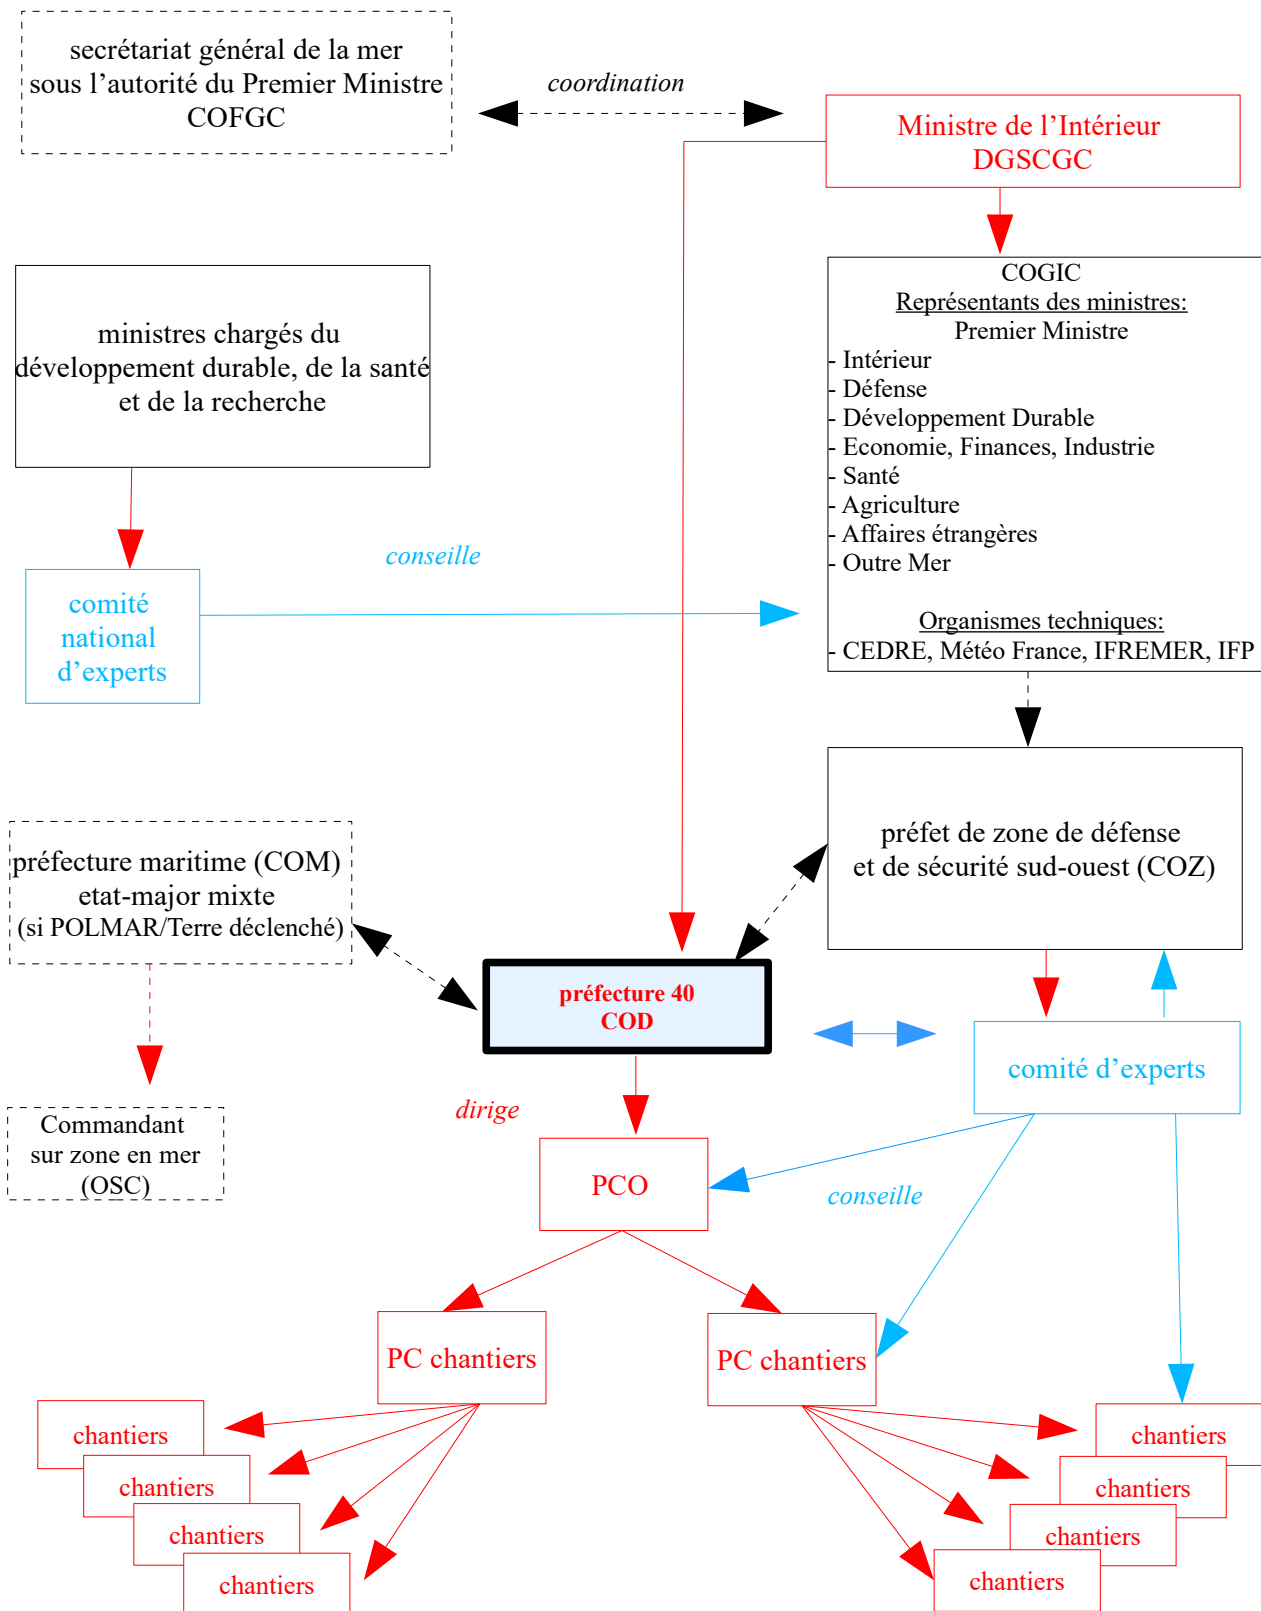 secrétariat général de la mer
sous l’autorité du Premier Ministre
COFGC
coordination
Ministre de l’Intérieur
DGSCGC
ministres chargés du
développement durable, de la santé
et de la recherche
COGIC
Représentants des ministres:
Premier Ministre
- Intérieur
- Défense
- Développement Durable
- Economie, Finances, Industrie
- Santé
- Agriculture
- Affaires étrangères
- Outre Mer
Organismes techniques:
- CEDRE, Météo France, IFREMER, IFP
conseille
comité
national
d’experts
préfet de zone de défense
et de sécurité sud-ouest (COZ)
préfecture maritime (COM)
etat-major mixte
(si POLMAR/Terre déclenché)
préfecture 40
COD
comité d’experts
dirige
Commandant
sur zone en mer
(OSC)
PCO
conseille
PC chantiers
PC chantiers
chantiers
chantiers
chantiers
chantiers
chantiers
chantiers
chantiers
chantiers